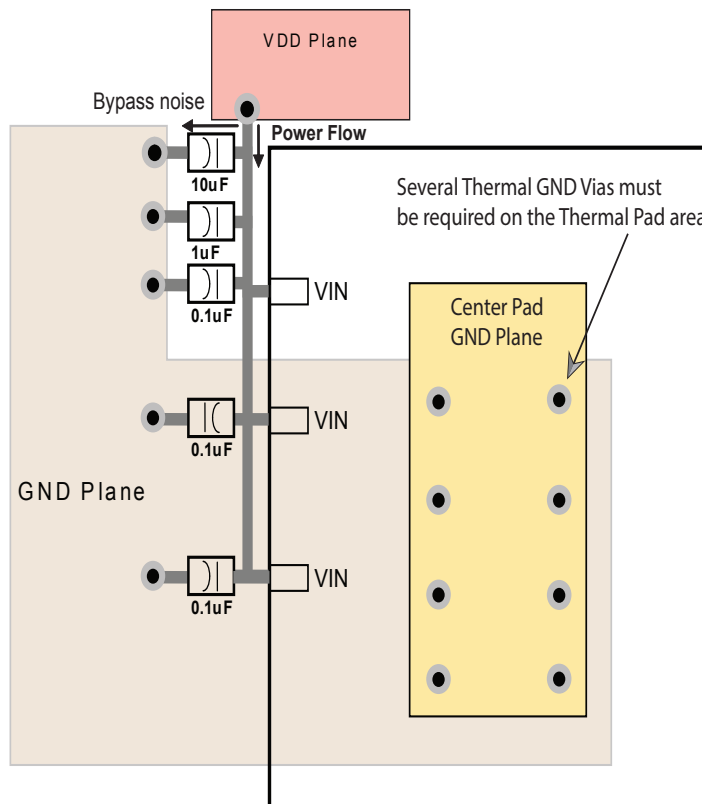 VDD Plane
Bypass noise
Power Flow
10uF
Several Thermal GND Vias must
be required on the Thermal Pad area
1uF
0.1uF
VIN
Center Pad
GND Plane
VIN
0.1uF
GND Plane
VIN
0.1uF